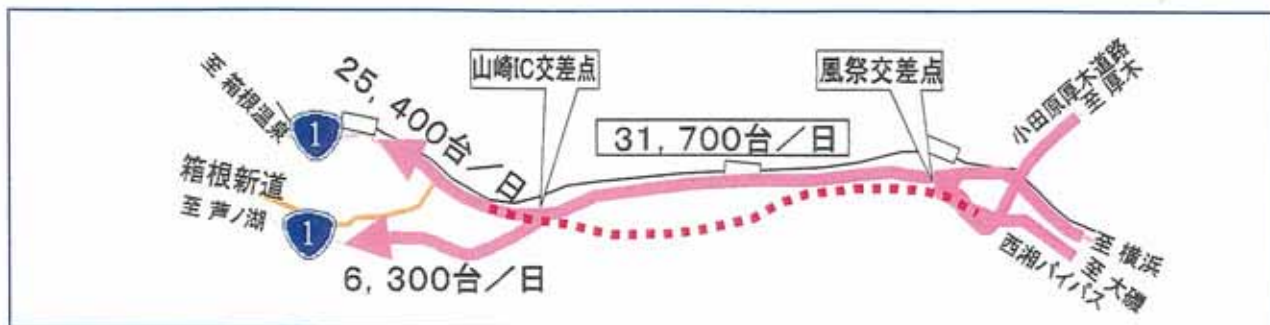 至 箱根温泉
1
25,400台／日
山崎IC交差点
31,700台／日
風祭交差点
小田原厚木道路
至 厚木
箱根新道
至 芦ノ湖
1
6,300台／日
西湘バイパス
至 横浜
至 大磯